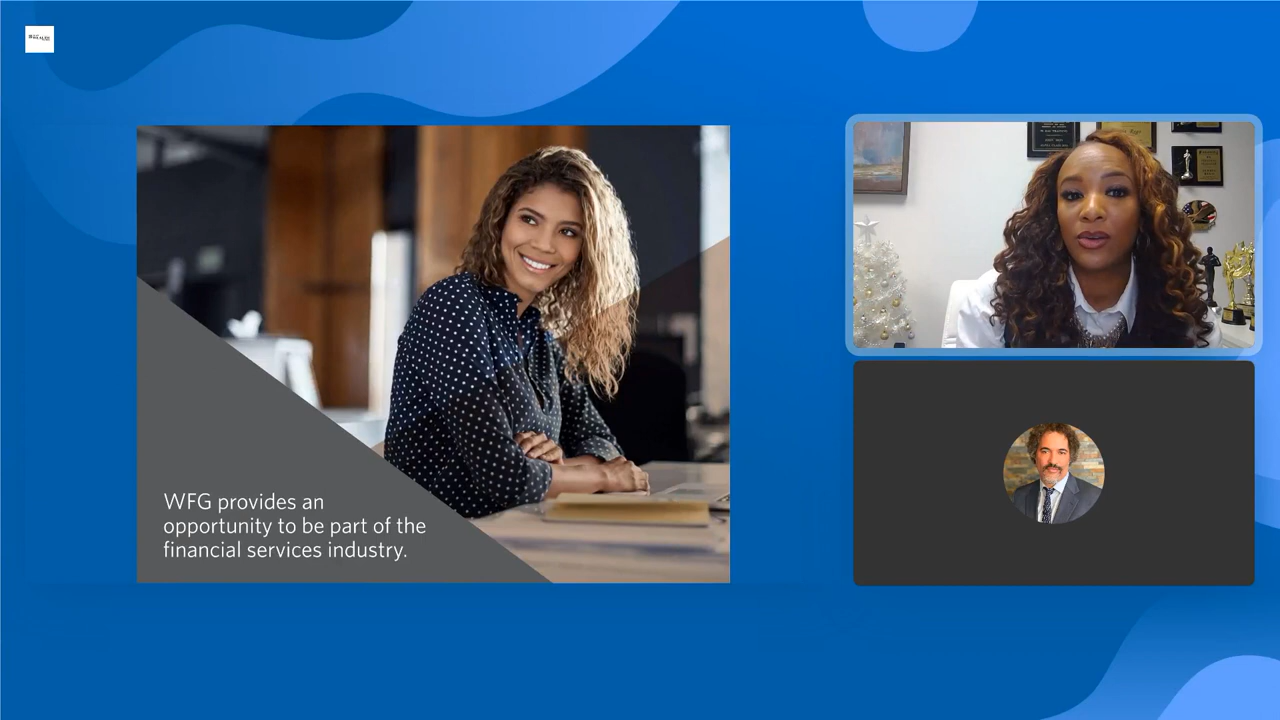 WFG provides an
opportunity to be part of the
financial services industry.